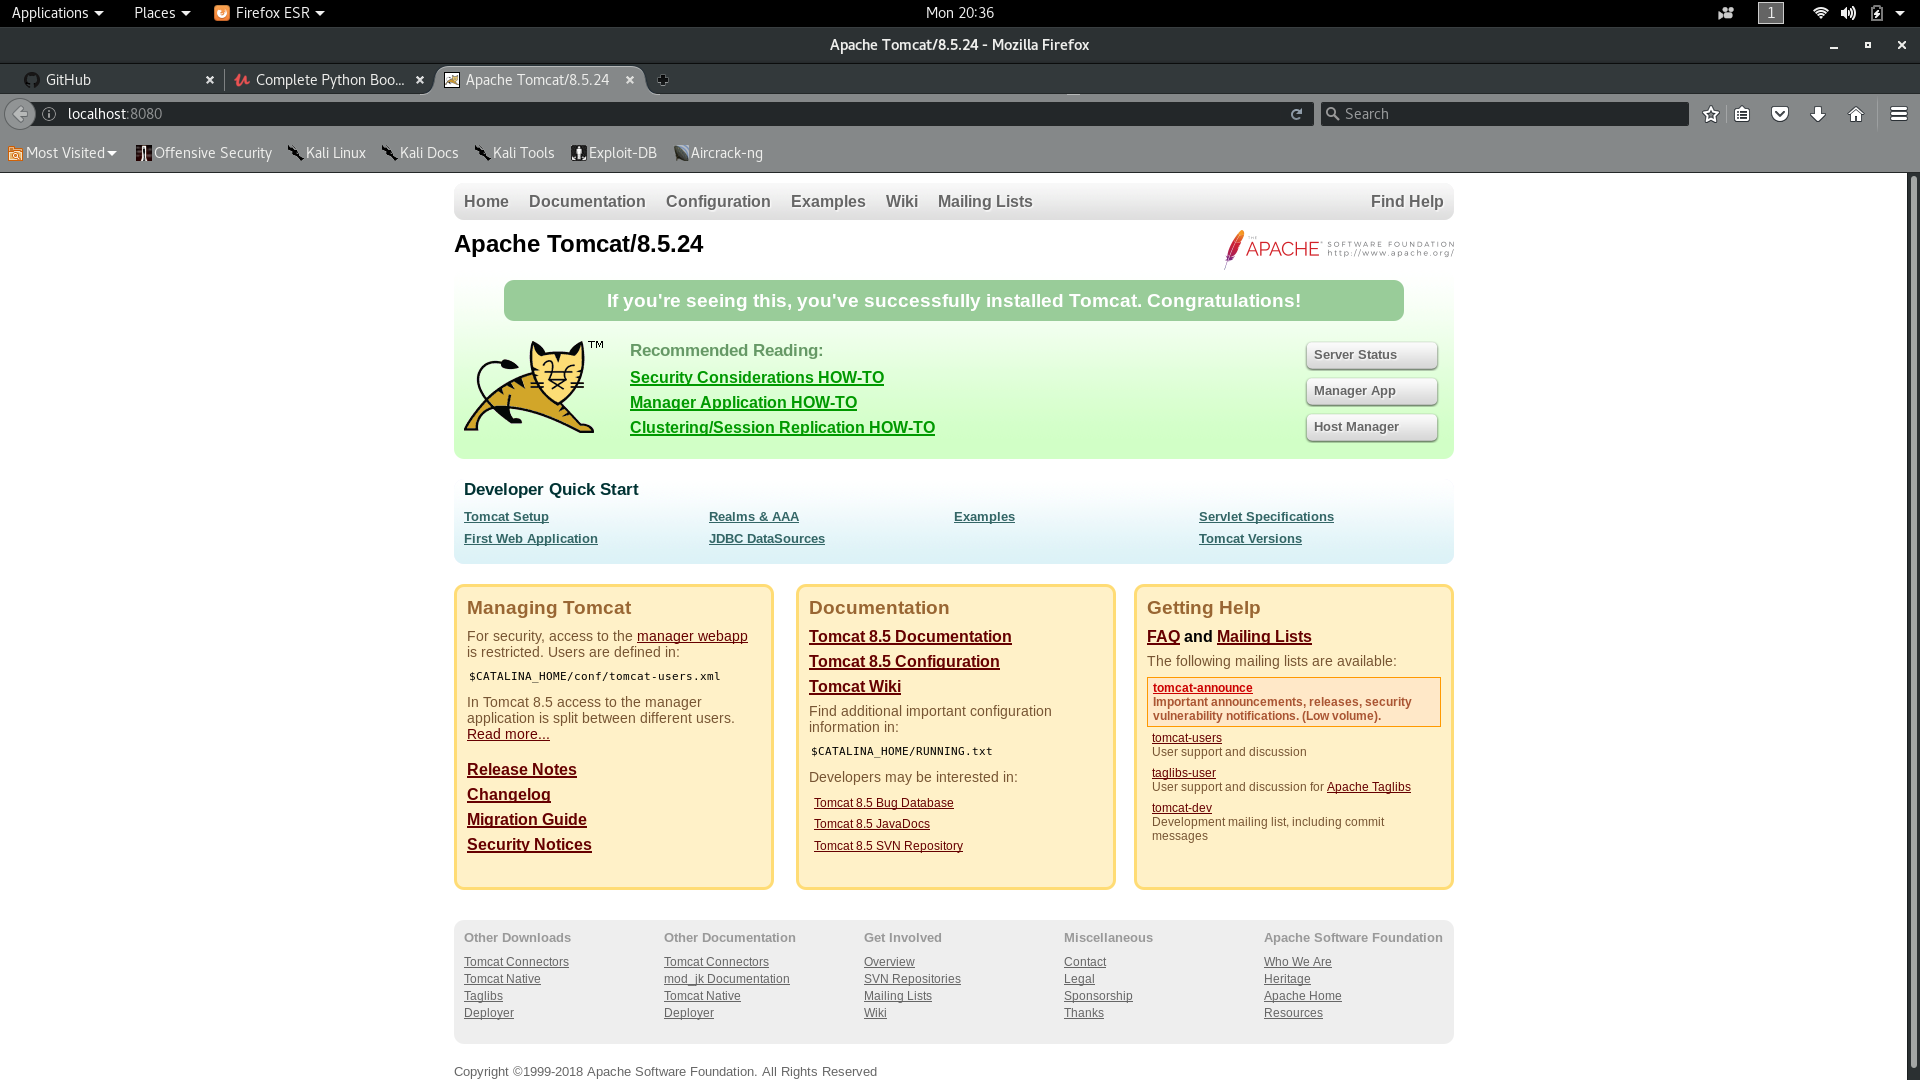 Applications Places Firefox ESR Mon 20:36 1
Apache Tomcat/8.5.24 - Mozilla Firefox
GitHub Complete Python Boo... Apache Tomcat/8.5.24
localhost:8080 Search
Most Visited Offensive Security Kali Linux Kali Docs Kali Tools Exploit-DB Aircrack-ng
Home Documentation Configuration Examples Wiki Mailing Lists Find Help
Apache Tomcat/8.5.24
THE APACHE SOFTWARE FOUNDATION
http://www.apache.org/
If you're seeing this, you've successfully installed Tomcat. Congratulations!
TM
Recommended Reading:
Security Considerations HOW-TO
Manager Application HOW-TO
Clustering/Session Replication HOW-TO
Server Status
Manager App
Host Manager
Developer Quick Start
Tomcat Setup Realms & AAA Examples Servlet Specifications
First Web Application JDBC DataSources Tomcat Versions
Managing Tomcat
For security, access to the manager webapp
is restricted. Users are defined in:
$CATALINA_HOME/conf/tomcat-users.xml
In Tomcat 8.5 access to the manager
application is split between different users.
Read more...
Release Notes
Changelog
Migration Guide
Security Notices
Documentation
Tomcat 8.5 Documentation
Tomcat 8.5 Configuration
Tomcat Wiki
Find additional important configuration
information in:
$CATALINA_HOME/RUNNING.txt
Developers may be interested in:
Tomcat 8.5 Bug Database
Tomcat 8.5 JavaDocs
Tomcat 8.5 SVN Repository
Getting Help
FAQ and Mailing Lists
The following mailing lists are available:
tomcat-announce
Important announcements, releases, security
vulnerability notifications. (Low volume).
tomcat-users
User support and discussion
taglibs-user
User support and discussion for Apache Taglibs
tomcat-dev
Development mailing list, including commit
messages
Other Downloads
Tomcat Connectors
Tomcat Native
Taglibs
Deployer
Other Documentation
Tomcat Connectors
mod_jk Documentation
Tomcat Native
Deployer
Get Involved
Overview
SVN Repositories
Mailing Lists
Wiki
Miscellaneous
Contact
Legal
Sponsorship
Thanks
Apache Software Foundation
Who We Are
Heritage
Apache Home
Resources
Copyright ©1999-2018 Apache Software Foundation. All Rights Reserved